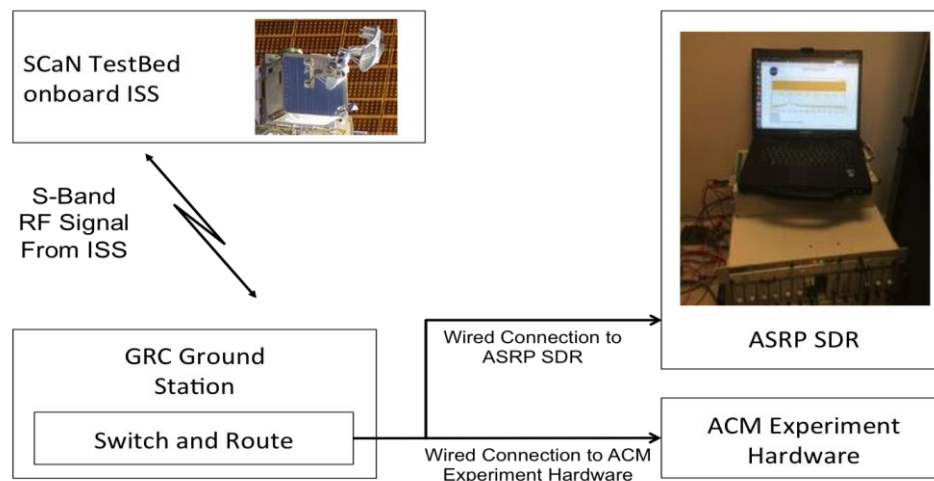 SCaN TestBed
onboard ISS
S-Band
RF Signal
From ISS
GRC Ground
Station
Switch and Route
Wired Connection to
ASRP SDR
Wired Connection to ACM
Experiment Hardware
ASRP SDR
ACM Experiment
Hardware